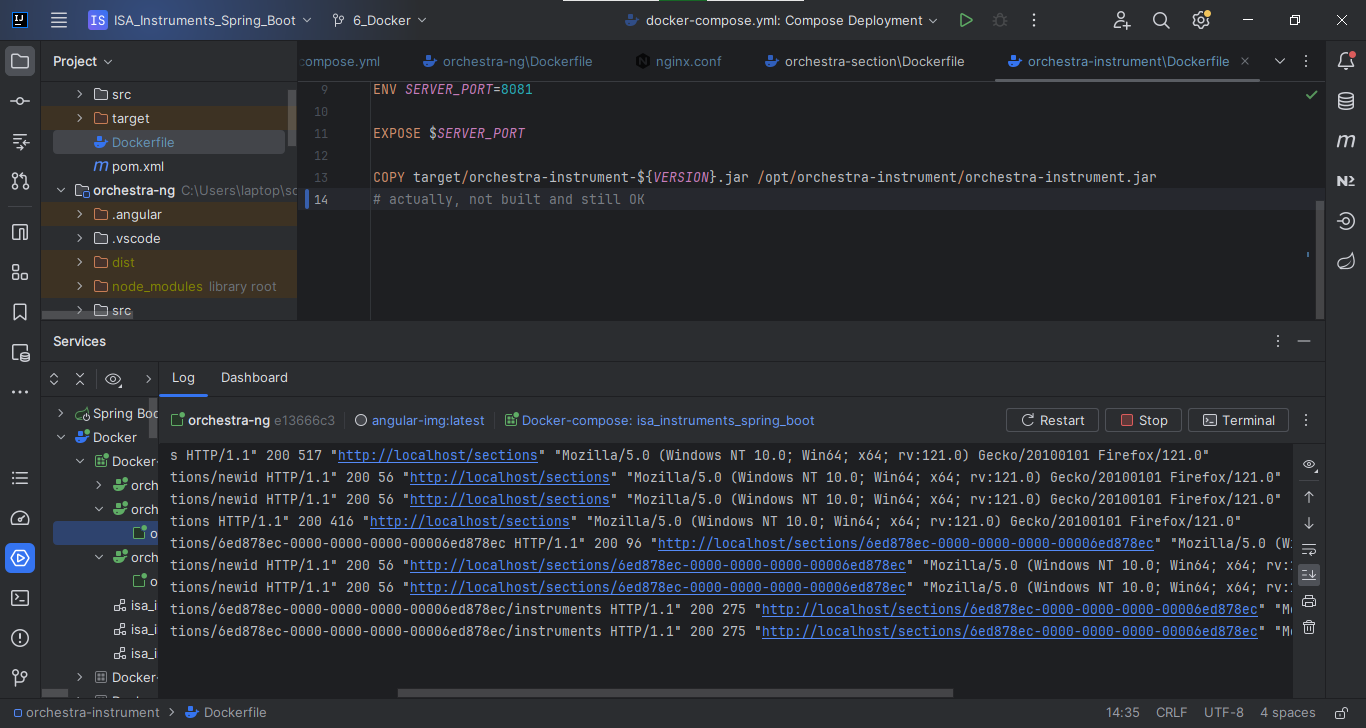 IJ
IS ISA_Instruments_Spring_Boot
6_Docker
docker-compose.yml: Compose Deployment
Project
compose.yml
orchestra-ng\Dockerfile
nginx.conf
orchestra-section\Dockerfile
orchestra-instrument\Dockerfile
src
target
Dockerfile
m pom.xml
orchestra-ng C:\Users\laptop\so
.angular
.vscode
dist
node_modules library root
src
9 ENV SERVER_PORT=8081
10
11 EXPOSE $SERVER_PORT
12
13 COPY target/orchestra-instrument-${VERSION}.jar /opt/orchestra-instrument/orchestra-instrument.jar
14 # actually, not built and still OK
Services
Log
Dashboard
Spring Boo
Docker
Docker-
orch
orch
o
orch
o
isa_i
isa_i
isa_i
Docker-
orchestra-ng e13666c3
angular-img:latest
Docker-compose: isa_instruments_spring_boot
Restart
Stop
Terminal
s HTTP/1.1" 200 517 "http://localhost/sections" "Mozilla/5.0 (Windows NT 10.0; Win64; x64; rv:121.0) Gecko/20100101 Firefox/121.0"
tions/newid HTTP/1.1" 200 56 "http://localhost/sections" "Mozilla/5.0 (Windows NT 10.0; Win64; x64; rv:121.0) Gecko/20100101 Firefox/121.0"
tions/newid HTTP/1.1" 200 56 "http://localhost/sections" "Mozilla/5.0 (Windows NT 10.0; Win64; x64; rv:121.0) Gecko/20100101 Firefox/121.0"
tions HTTP/1.1" 200 416 "http://localhost/sections" "Mozilla/5.0 (Windows NT 10.0; Win64; x64; rv:121.0) Gecko/20100101 Firefox/121.0"
tions/6ed878ec-0000-0000-0000-00006ed878ec HTTP/1.1" 200 96 "http://localhost/sections/6ed878ec-0000-0000-0000-00006ed878ec" "Mozilla/5.0 (Wi
tions/newid HTTP/1.1" 200 56 "http://localhost/sections/6ed878ec-0000-0000-0000-00006ed878ec" "Mozilla/5.0 (Windows NT 10.0; Win64; x64; rv:1
tions/newid HTTP/1.1" 200 56 "http://localhost/sections/6ed878ec-0000-0000-0000-00006ed878ec" "Mozilla/5.0 (Windows NT 10.0; Win64; x64; rv:1
tions/6ed878ec-0000-0000-0000-00006ed878ec/instruments HTTP/1.1" 200 275 "http://localhost/sections/6ed878ec-0000-0000-0000-00006ed878ec" "Mo
tions/6ed878ec-0000-0000-0000-00006ed878ec/instruments HTTP/1.1" 200 275 "http://localhost/sections/6ed878ec-0000-0000-0000-00006ed878ec" "Mo
orchestra-instrument > Dockerfile
14:35
CRLF
UTF-8
4 spaces